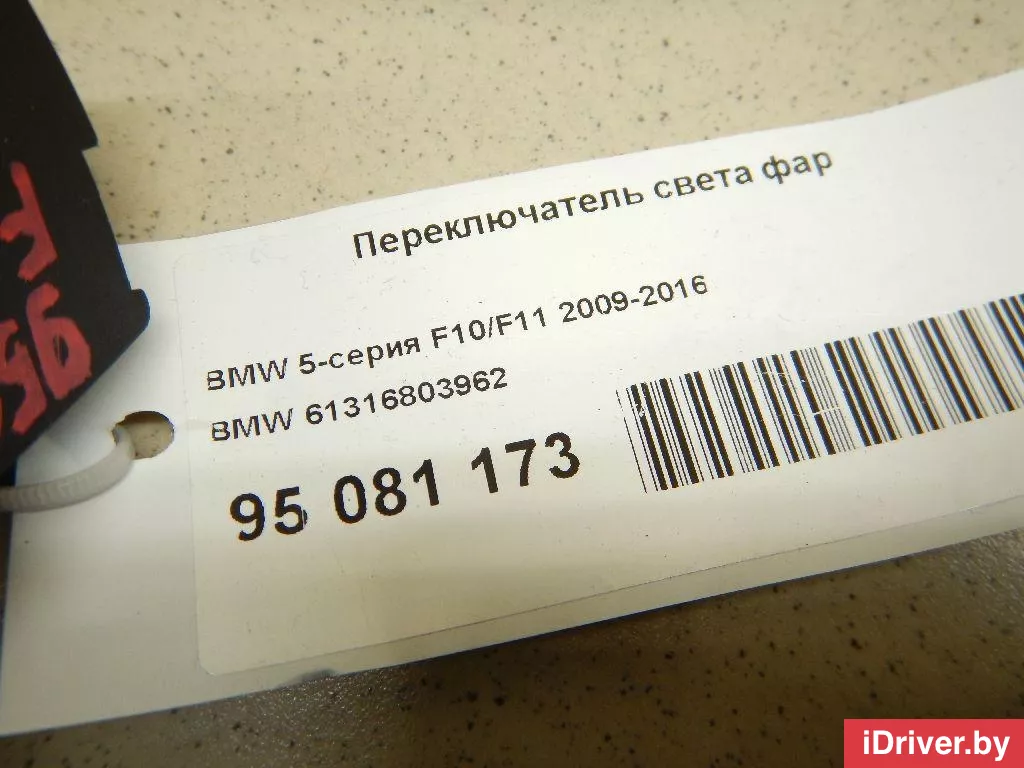 Переключатель света фар
BMW 5-серия F10/F11 2009-2016
BMW 61316803962
95 081 173
iDriver.by